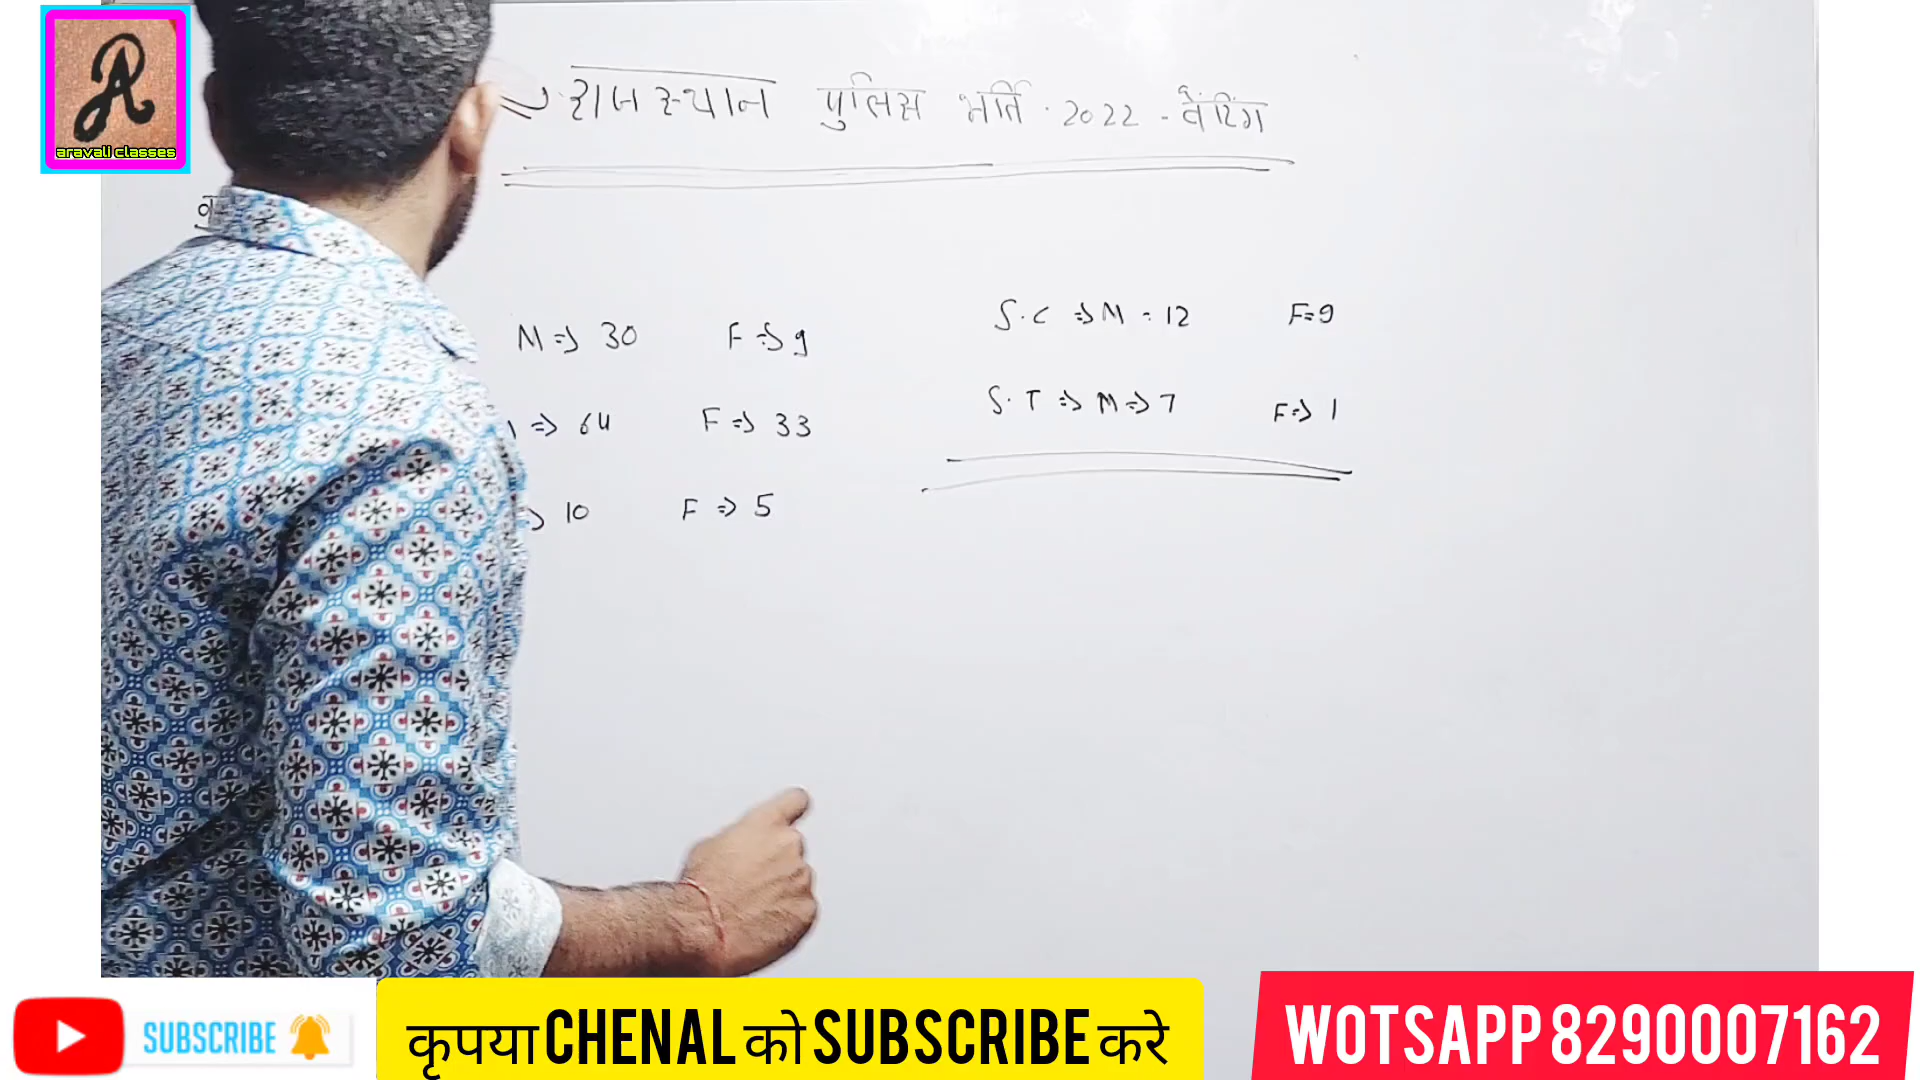 aravali classes
राजस्थान पुलिस भर्ति · 2022 - वेटिंग
M => 30 F => 9
=> 64 F => 33
=> 10 F => 5
S.C => M - 12 F=9
S.T => M => 7 F => 1
SUBSCRIBE
कृपया CHENAL को SUBSCRIBE करे
WOTSAPP 8290007162